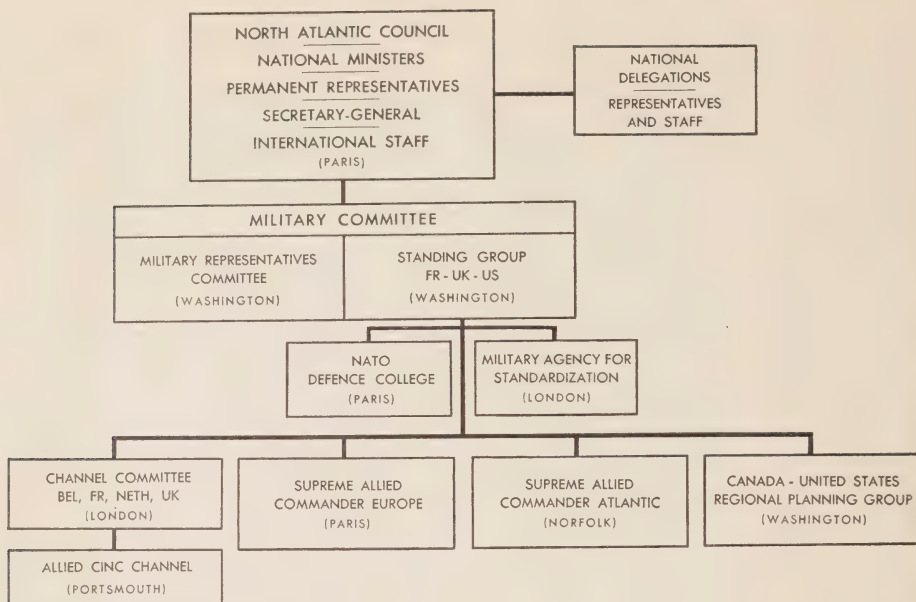 NORTH ATLANTIC COUNCIL
NATIONAL MINISTERS
PERMANENT REPRESENTATIVES
SECRETARY-GENERAL
INTERNATIONAL STAFF
(PARIS)
NATIONAL
DELEGATIONS
REPRESENTATIVES
AND STAFF
MILITARY COMMITTEE
MILITARY REPRESENTATIVES
COMMITTEE
(WASHINGTON)
STANDING GROUP
FR - UK - US
(WASHINGTON)
NATO
DEFENCE COLLEGE
(PARIS)
MILITARY AGENCY FOR
STANDARDIZATION
(LONDON)
CHANNEL COMMITTEE
BEL, FR, NETH, UK
(LONDON)
SUPREME ALLIED
COMMANDER EUROPE
(PARIS)
SUPREME ALLIED
COMMANDER ATLANTIC
(NORFOLK)
CANADA - UNITED STATES
REGIONAL PLANNING GROUP
(WASHINGTON)
ALLIED CINC CHANNEL
(PORTSMOUTH)